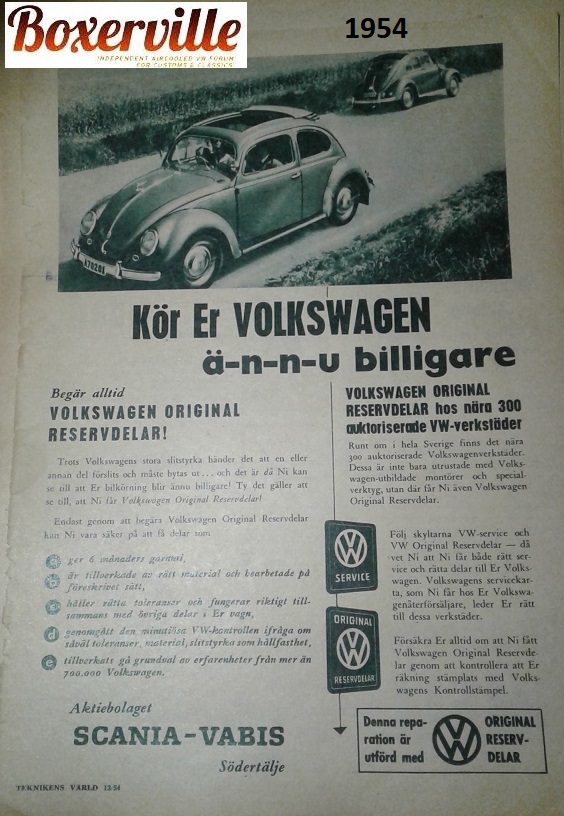 Boxerville
INDEPENDENT AIRCOOLED VW FORUM
FOR CUSTOMS & CLASSICS
1954
Kör Er VOLKSWAGEN
ä-n-n-u billigare
Begär alltid
VOLKSWAGEN ORIGINAL
RESERVDELAR!
Trots Volkswagens stora slitstyrka händer det att en eller
annan del förslits och måste bytas ut... och det är då Ni kan
se till att Er bilkörning blir ännu billigare! Ty det gäller att
se till, att Ni får Volkswagen Original Reservdelar!
Endast genom att begära Volkswagen Original Reservdelar
kan Ni vara säker på att få delar som
a ger 6 månaders garanti,
b är tillverkade av rätt material och bearbetade på
föreskrivet sätt,
c håller rätta toleranser och fungerar riktigt till-
sammans med övriga delar i Er vagn,
d genomgått den minutiösa VW-kontrollen ifråga om
såväl toleranser, material, slitstyrka som hållfasthet,
e tillverkats på grundval av erfarenheter från mer än
700.000 Volkswagen.
Aktiebolaget
SCANIA-VABIS
Södertälje
VOLKSWAGEN ORIGINAL
RESERVDELAR hos nära 300
auktoriserade VW-verkstäder
Runt om i hela Sverige finns det nära
300 auktoriserade Volkswagenverkstäder.
Dessa är inte bara utrustade med Volks-
wagen-utbildade montörer och special-
verktyg, utan där får Ni även Volkswagen
Original Reservdelar.
SERVICE
Följ skyltarna VW-service och
VW Original Reservdelar — då
vet Ni att Ni får både rätt ser-
vice och rätta delar till Er Volks-
wagen. Volkswagens servicekar-
ta, som Ni får hos Er Volkswa-
genåterförsäljare, leder Er rätt
till dessa verkstäder.
ORIGINAL
RESERVDELAR
Försäkra Er alltid om att Ni fått
Volkswagen Original Reservde-
lar genom att kontrollera att Er
räkning stämplats med Volks-
wagens Kontrollstämpel.
Denna repa-
ration är
utförd med
VW
ORIGINAL
RESERV-
DELAR
TEKNIKENS VÄRLD 12/54